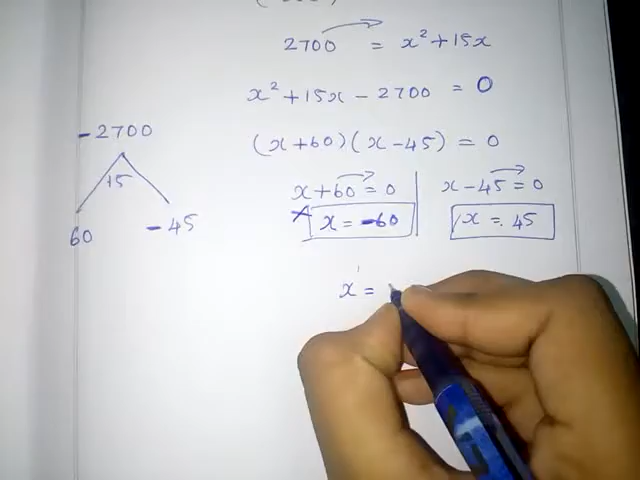 2700 = x² + 15x
x² + 15x - 2700 = 0
-2700
(x+60)(x-45) = 0
15
x+60 = 0
x-45 = 0
60
-45
x = -60
x = 45
x =